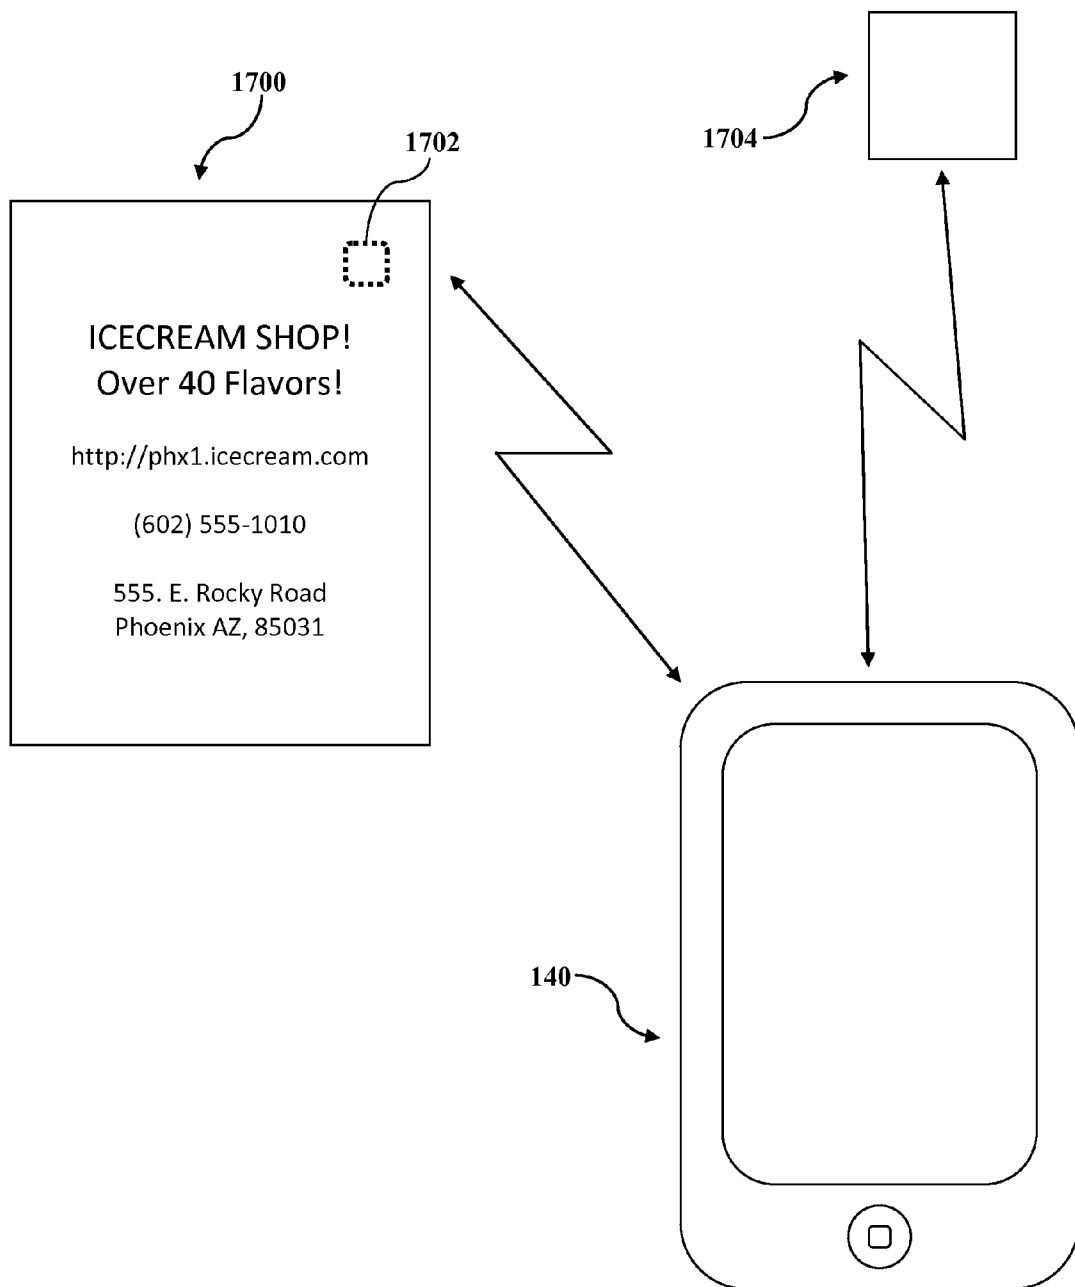 1700
1702
1704
ICECREAM SHOP!
Over 40 Flavors!
http://phx1.icecream.com
(602) 555-1010
555. E. Rocky Road
Phoenix AZ, 85031
140